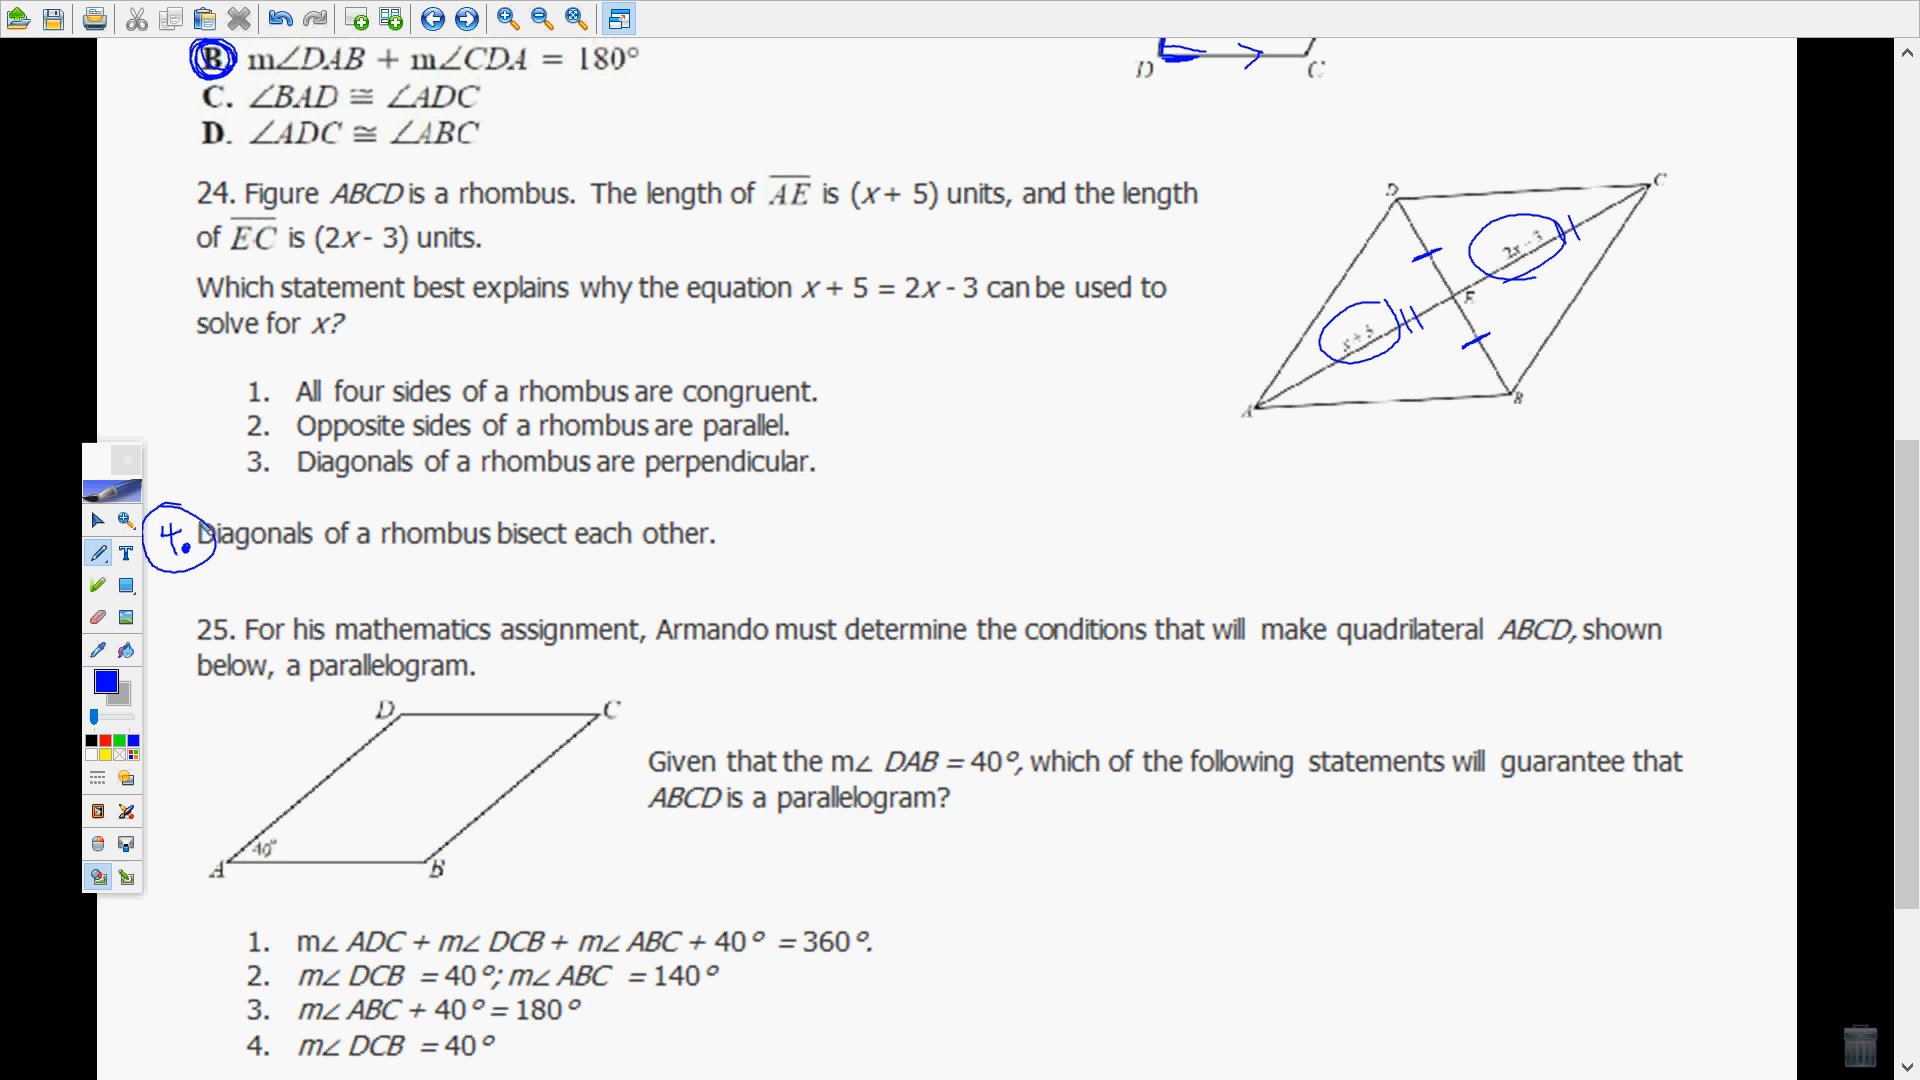 B. m∠DAB + m∠CDA = 180°
D C
C. ∠BAD ≅ ∠ADC
D. ∠ADC ≅ ∠ABC
24. Figure ABCD is a rhombus. The length of AE is (x + 5) units, and the length
of EC is (2x - 3) units.
Which statement best explains why the equation x + 5 = 2x - 3 can be used to
solve for x?
D C
2x - 3
E
x + 5
A B
1. All four sides of a rhombus are congruent.
2. Opposite sides of a rhombus are parallel.
3. Diagonals of a rhombus are perpendicular.
4. Diagonals of a rhombus bisect each other.
25. For his mathematics assignment, Armando must determine the conditions that will make quadrilateral ABCD, shown
below, a parallelogram.
D C
40°
A B
Given that the m∠ DAB = 40°, which of the following statements will guarantee that
ABCD is a parallelogram?
1. m∠ ADC + m∠ DCB + m∠ ABC + 40° = 360°.
2. m∠ DCB = 40°; m∠ ABC = 140°
3. m∠ ABC + 40° = 180°
4. m∠ DCB = 40°